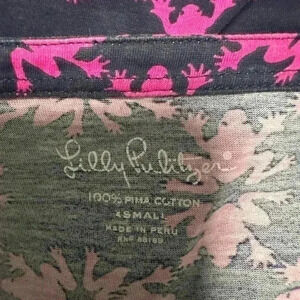 Lilly Pulitzer
100% PIMA COTTON
XSMALL
MADE IN PERU